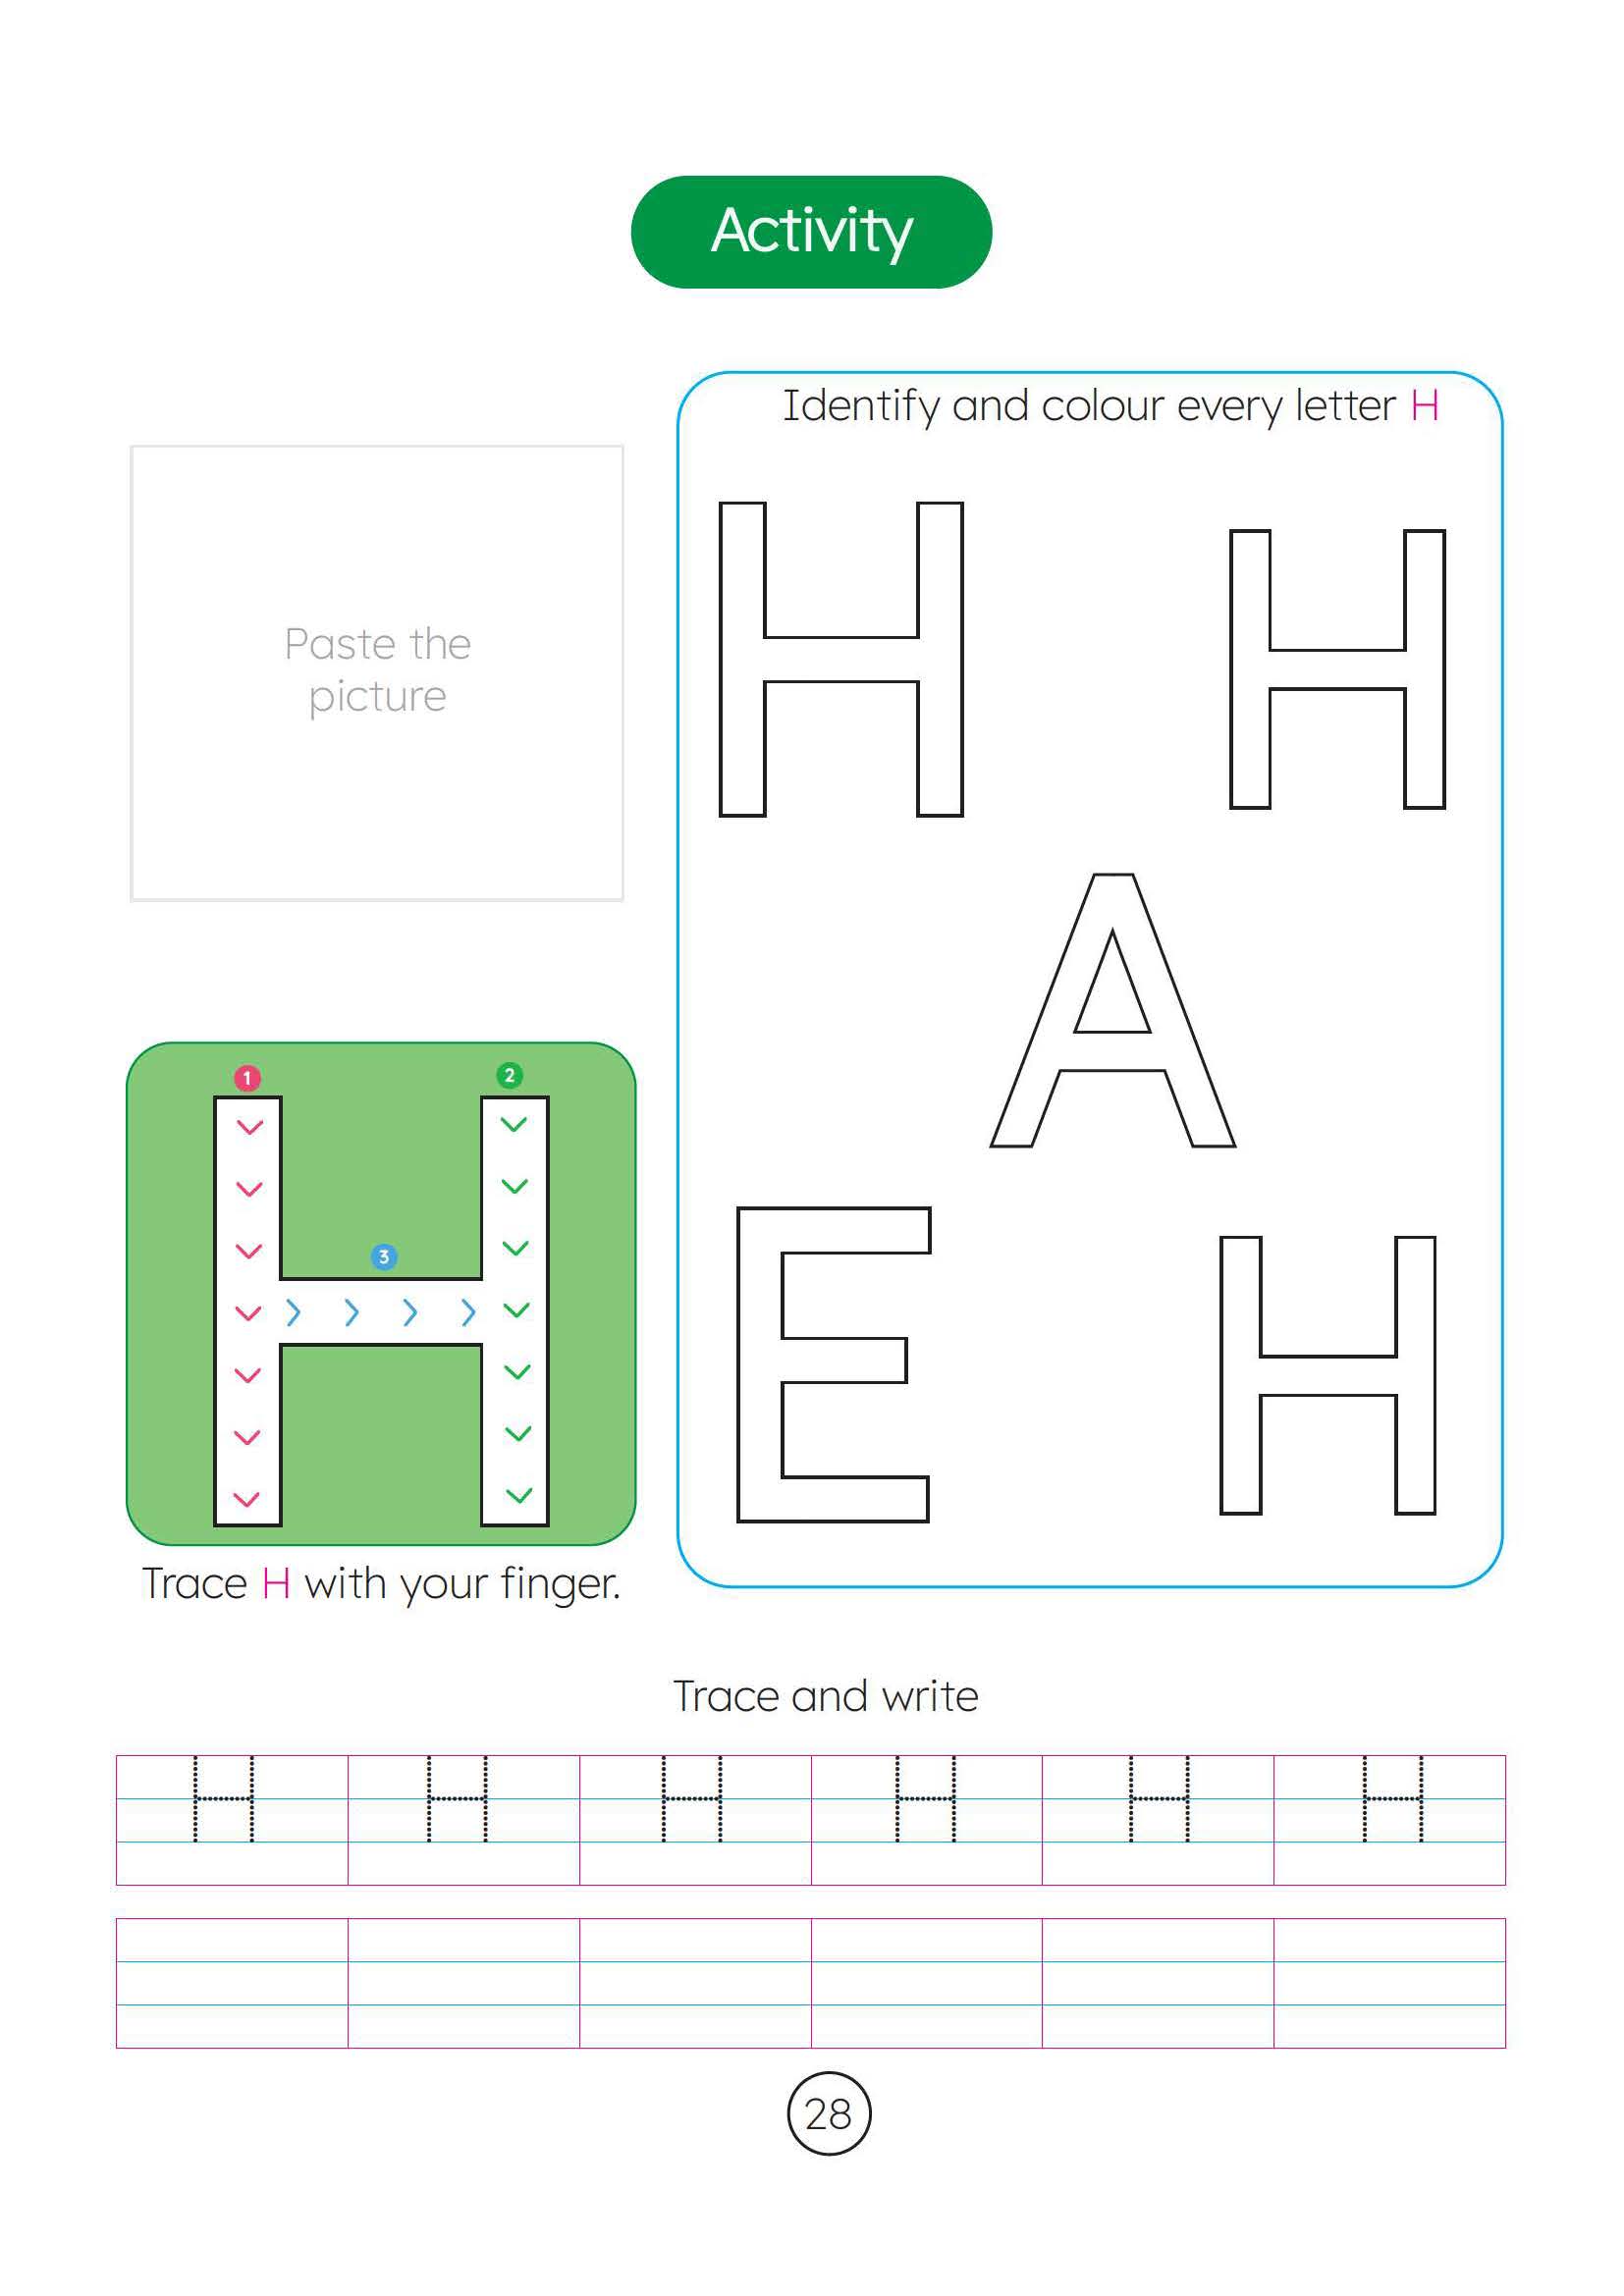 Activity
Identify and colour every letter H
Paste the
picture
H H
A
E H
1 2
3
Trace H with your finger.
Trace and write
H H H H H H
28